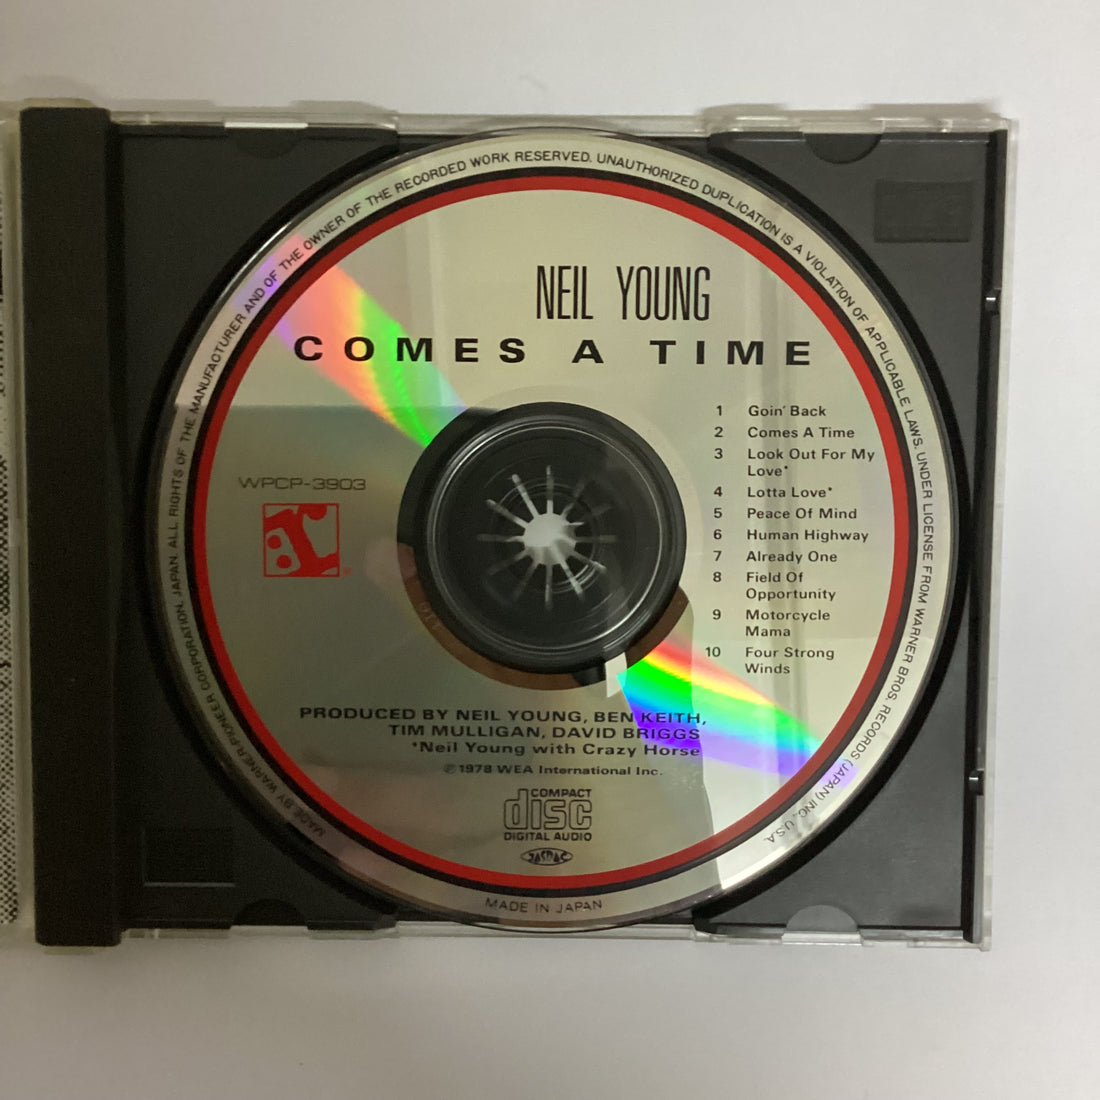 NEIL YOUNG
COMES A TIME
1 Goin' Back
2 Comes A Time
3 Look Out For My
Love*
4 Lotta Love*
5 Peace Of Mind
6 Human Highway
7 Already One
8 Field Of
Opportunity
9 Motorcycle
Mama
10 Four Strong
Winds
WPCP-3903
PRODUCED BY NEIL YOUNG, BEN KEITH,
TIM MULLIGAN, DAVID BRIGGS
*Neil Young with Crazy Horse
℗1978 WEA International Inc.
COMPACT
disc
DIGITAL AUDIO
JASRAC
MADE IN JAPAN
MADE BY WARNER-PIONEER CORPORATION, JAPAN. ALL RIGHTS OF THE MANUFACTURER AND OF THE OWNER OF THE RECORDED WORK RESERVED. UNAUTHORIZED DUPLICATION IS A VIOLATION OF APPLICABLE LAWS. UNDER LICENSE FROM WARNER BROS. RECORDS (JAPAN) INC., U.S.A.